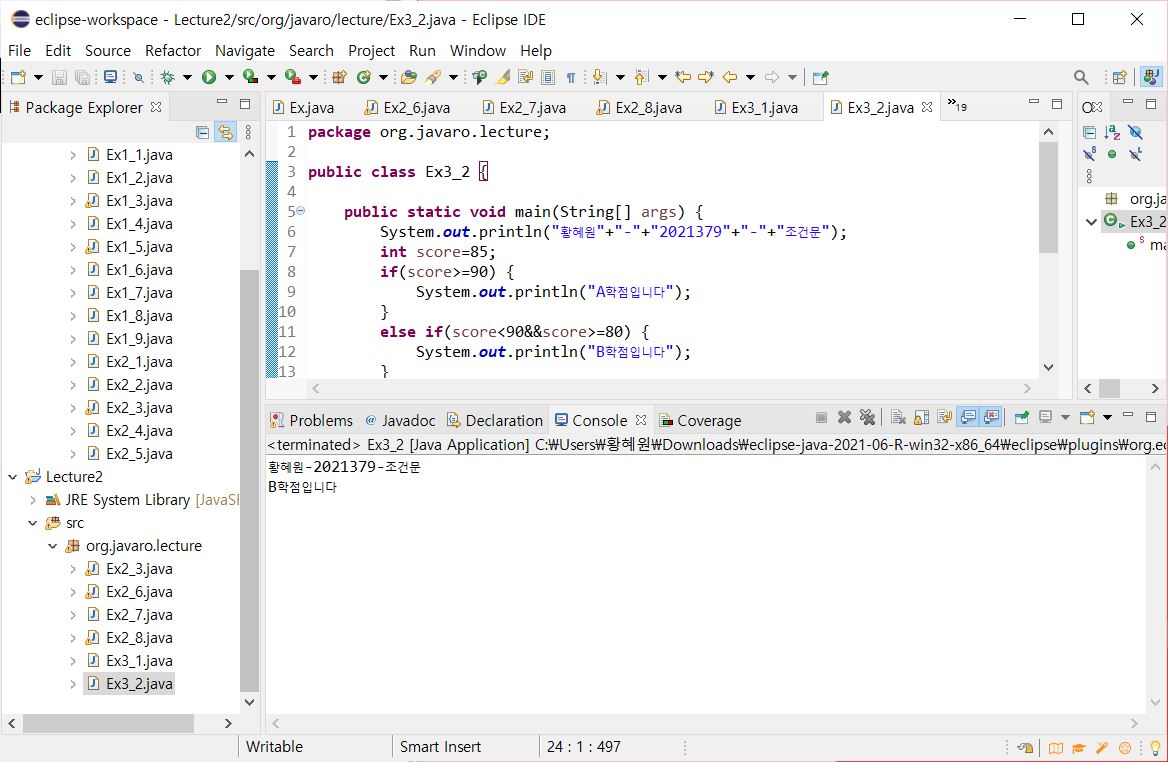 eclipse-workspace - Lecture2/src/org/javaro/lecture/Ex3_2.java - Eclipse IDE
File Edit Source Refactor Navigate Search Project Run Window Help
Package Explorer
Ex1_1.java
Ex1_2.java
Ex1_3.java
Ex1_4.java
Ex1_5.java
Ex1_6.java
Ex1_7.java
Ex1_8.java
Ex1_9.java
Ex2_1.java
Ex2_2.java
Ex2_3.java
Ex2_4.java
Ex2_5.java
Lecture2
JRE System Library [JavaSE
src
org.javaro.lecture
Ex2_3.java
Ex2_6.java
Ex2_7.java
Ex2_8.java
Ex3_1.java
Ex3_2.java
Ex.java Ex2_6.java Ex2_7.java Ex2_8.java Ex3_1.java Ex3_2.java »19
1 package org.javaro.lecture;
2
3 public class Ex3_2 {
4
5 public static void main(String[] args) {
6 System.out.println("황혜원"+"-"+"2021379"+"-"+"조건문");
7 int score=85;
8 if(score>=90) {
9 System.out.println("A학점입니다");
10 }
11 else if(score<90&&score>=80) {
12 System.out.println("B학점입니다");
13 }
org.ja
Ex3_2
ma
Problems @ Javadoc Declaration Console Coverage
<terminated> Ex3_2 [Java Application] C:₩Users₩황혜원₩Downloads₩eclipse-java-2021-06-R-win32-x86_64₩eclipse₩plugins₩org.ec
황혜원-2021379-조건문
B학점입니다
Writable Smart Insert 24 : 1 : 497